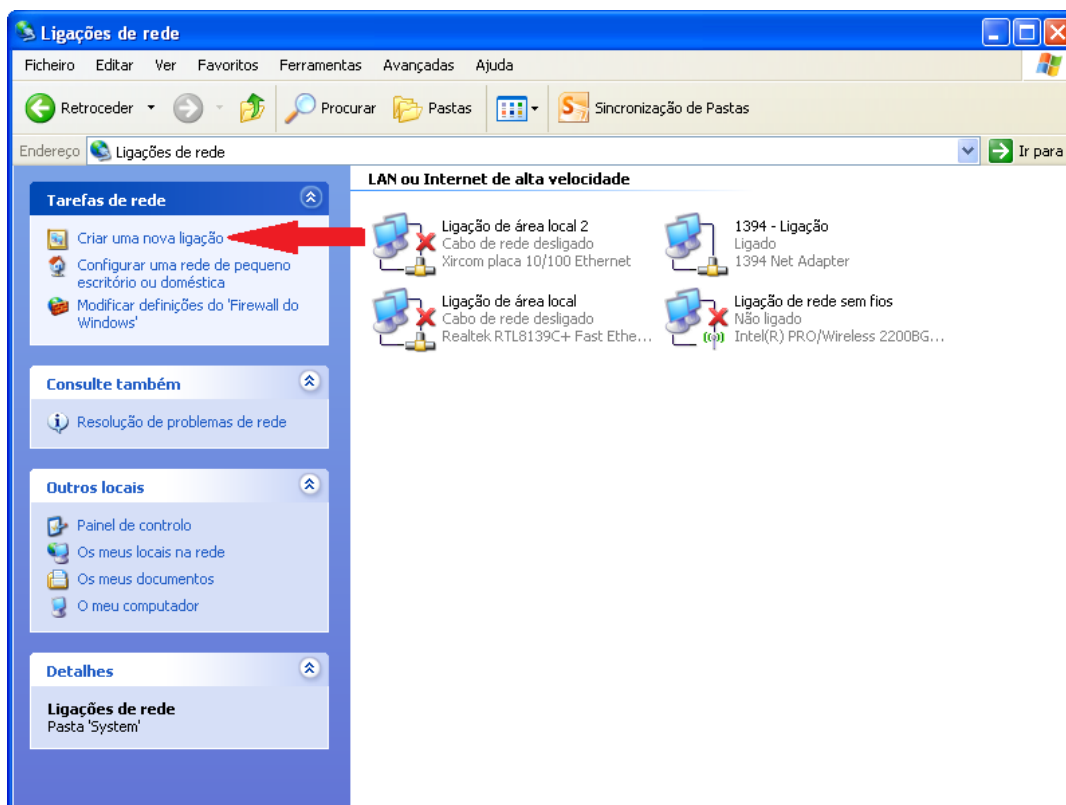 Ligações de rede
Ficheiro Editar Ver Favoritos Ferramentas Avançadas Ajuda
Retroceder Procurar Pastas Sincronização de Pastas
Endereço Ligações de rede Ir para
Tarefas de rede
Criar uma nova ligação
Configurar uma rede de pequeno
escritório ou doméstica
Modificar definições do 'Firewall do
Windows'
Consulte também
Resolução de problemas de rede
Outros locais
Painel de controlo
Os meus locais na rede
Os meus documentos
O meu computador
Detalhes
Ligações de rede
Pasta 'System'
LAN ou Internet de alta velocidade
Ligação de área local 2
Cabo de rede desligado
Xircom placa 10/100 Ethernet
1394 - Ligação
Ligado
1394 Net Adapter
Ligação de área local
Cabo de rede desligado
Realtek RTL8139C+ Fast Ethe...
Ligação de rede sem fios
Não ligado
Intel(R) PRO/Wireless 2200BG...